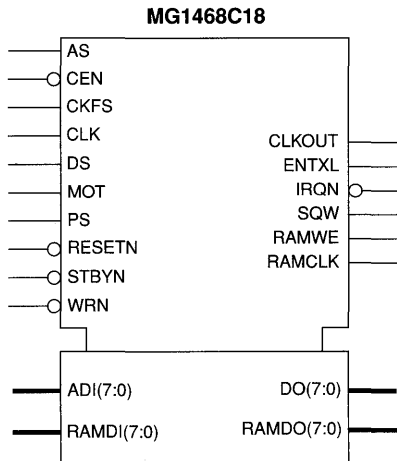 MG1468C18
AS
CEN
CKFS
CLK
DS
MOT
PS
RESETN
STBYN
WRN
CLKOUT
ENTXL
IRQN
SQW
RAMWE
RAMCLK
ADI(7:0)
RAMDI(7:0)
DO(7:0)
RAMDO(7:0)